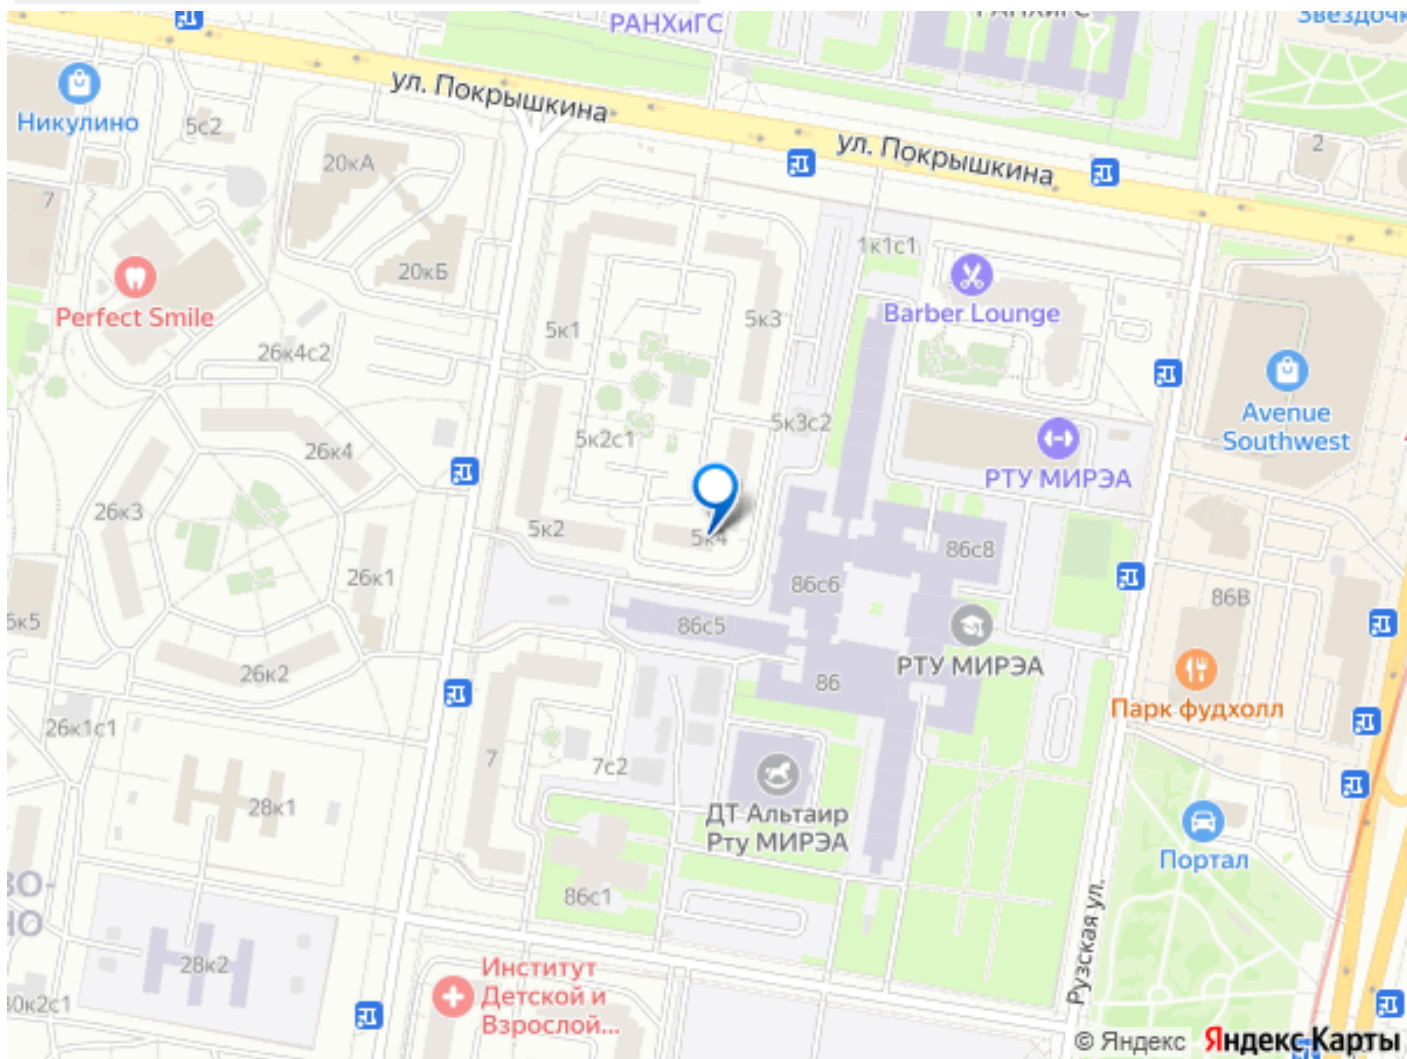 РАНХиГС
РАНХиГС
Никулино
5с2
ул. Покрышкина
ул. Покрышкина
2
7
20кА
20кБ
1к1с1
Perfect Smile
Barber Lounge
5к1
5к3
26к4с2
Avenue
Southwest
5к3с2
5к2с1
26к4
РТУ МИРЭА
26к3
5к2
5к4
86с8
26к1
86с6
86В
5к5
86с5
РТУ МИРЭА
26к2
86
Парк фудхолл
26к1с1
7
7с2
28к1
ДТ Альтаир
Рту МИРЭА
Портал
86с1
Рузская ул.
28к2
Институт
Детской и
Взрослой...
30к2с1
© Яндекс Яндекс Карты